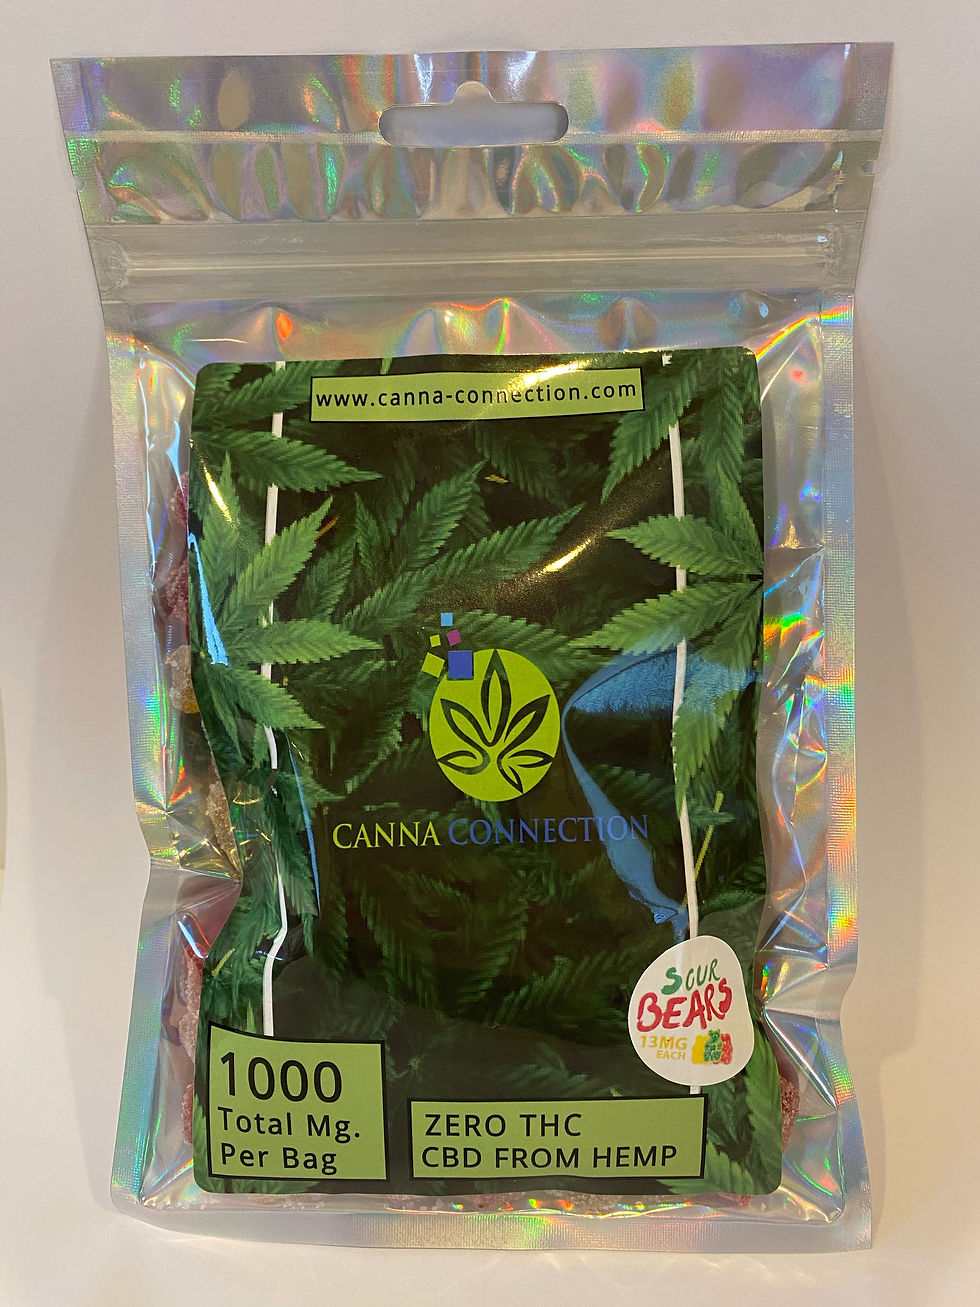 www.canna-connection.com
CANNA CONNECTION
SOUR
BEARS
13MG
EACH
1000
Total Mg.
Per Bag
ZERO THC
CBD FROM HEMP